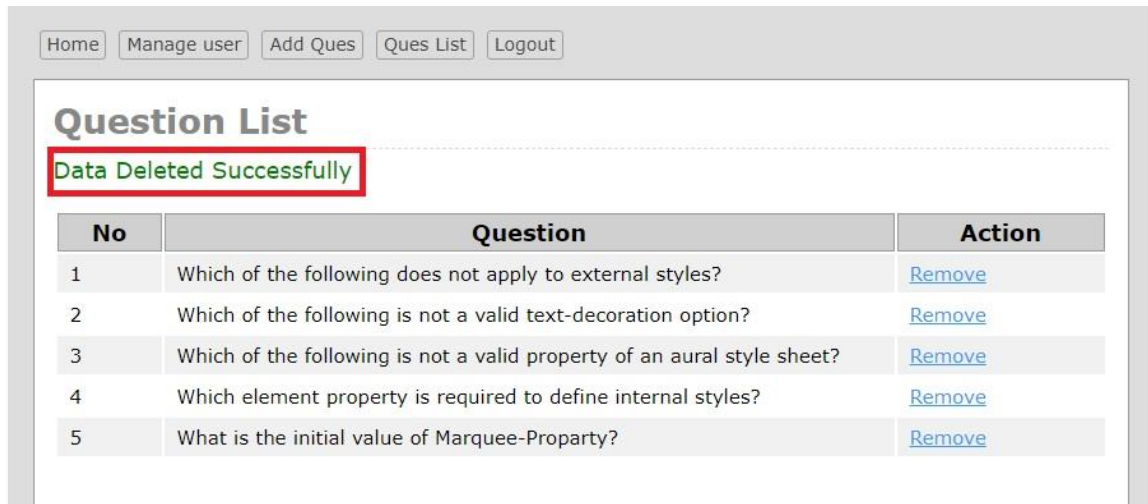 Home Manage user Add Ques Ques List Logout
Question List
Data Deleted Successfully
No Question Action
1 Which of the following does not apply to external styles? Remove
2 Which of the following is not a valid text-decoration option? Remove
3 Which of the following is not a valid property of an aural style sheet? Remove
4 Which element property is required to define internal styles? Remove
5 What is the initial value of Marquee-Proparty? Remove